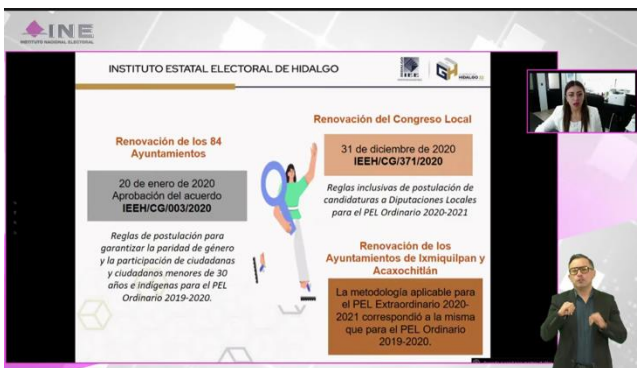 INE
INSTITUTO NACIONAL ELECTORAL
INSTITUTO ESTATAL ELECTORAL DE HIDALGO
IEEH
GH
HIDALGO
Renovación de los 84
Ayuntamientos
20 de enero de 2020
Aprobación del acuerdo
IEEH/CG/003/2020
Reglas de postulación para
garantizar la paridad de género
y la participación de ciudadanas
y ciudadanos menores de 30
años e indígenas para el PEL
Ordinario 2019-2020.
Renovación del Congreso Local
31 de diciembre de 2020
IEEH/CG/371/2020
Reglas inclusivas de postulación de
candidaturas a Diputaciones Locales
para el PEL Ordinario 2020-2021
Renovación de los
Ayuntamientos de Ixmiquilpan y
Acaxochitlán
La metodología aplicable para
el PEL Extraordinario 2020-
2021 correspondió a la misma
que para el PEL Ordinario
2019-2020.